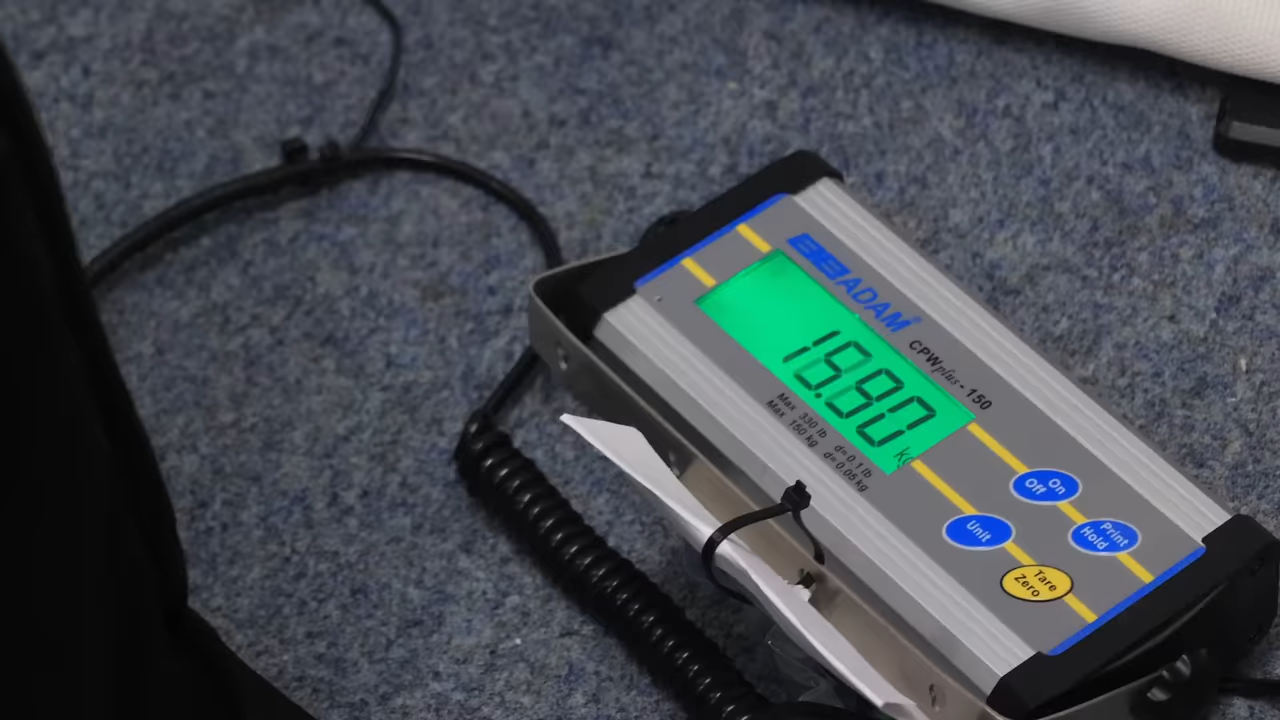 ADAM®
CPWplus-150
18.80 kg
Max 330 lb d=0.1 lb
Max 150 kg d=0.05 kg
On
Off
Print
Hold
Unit
Tare
Zero